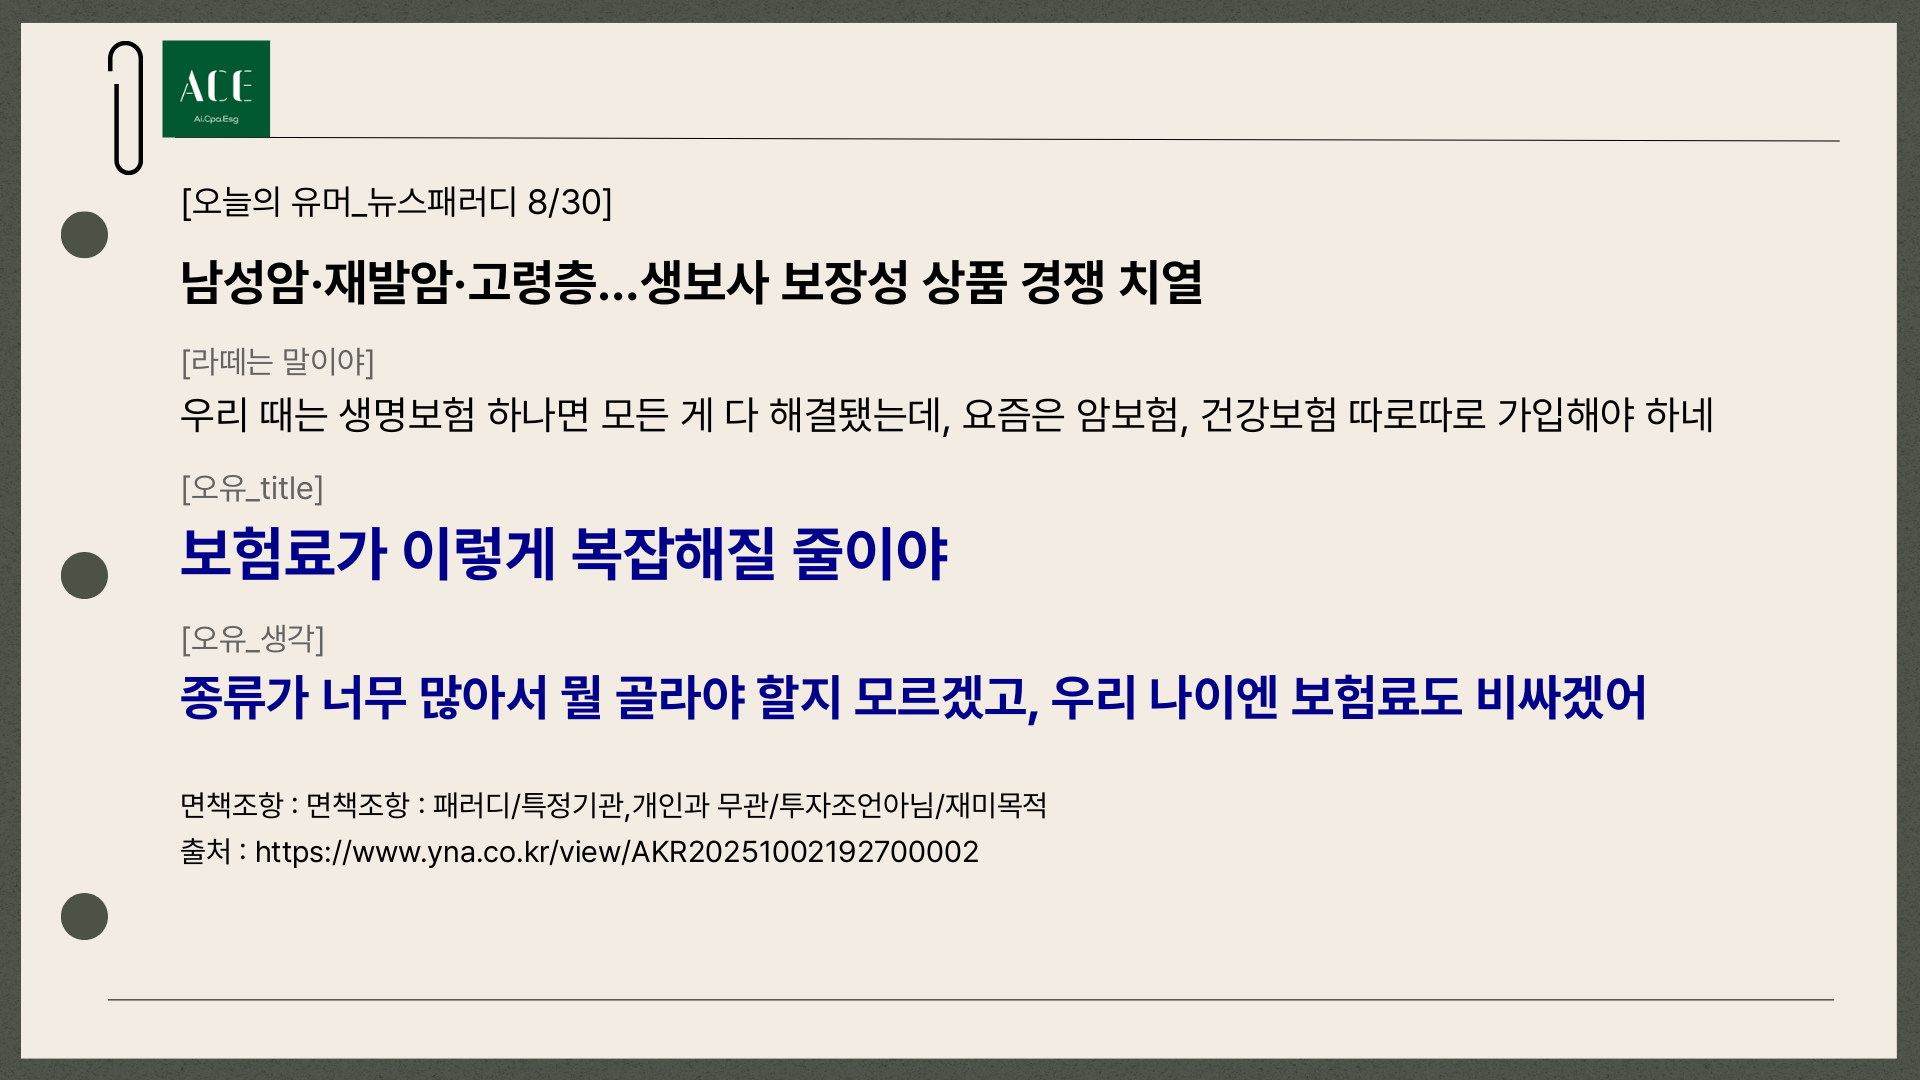 ACE
Ai.Cpa.Esg
[오늘의 유머_뉴스패러디 8/30]
남성암·재발암·고령층...생보사 보장성 상품 경쟁 치열
[라떼는 말이야]
우리 때는 생명보험 하나면 모든 게 다 해결됐는데, 요즘은 암보험, 건강보험 따로따로 가입해야 하네
[오유_title]
보험료가 이렇게 복잡해질 줄이야
[오유_생각]
종류가 너무 많아서 뭘 골라야 할지 모르겠고, 우리 나이엔 보험료도 비싸겠어
면책조항 : 면책조항 : 패러디/특정기관,개인과 무관/투자조언아님/재미목적
출처 : https://www.yna.co.kr/view/AKR20251002192700002